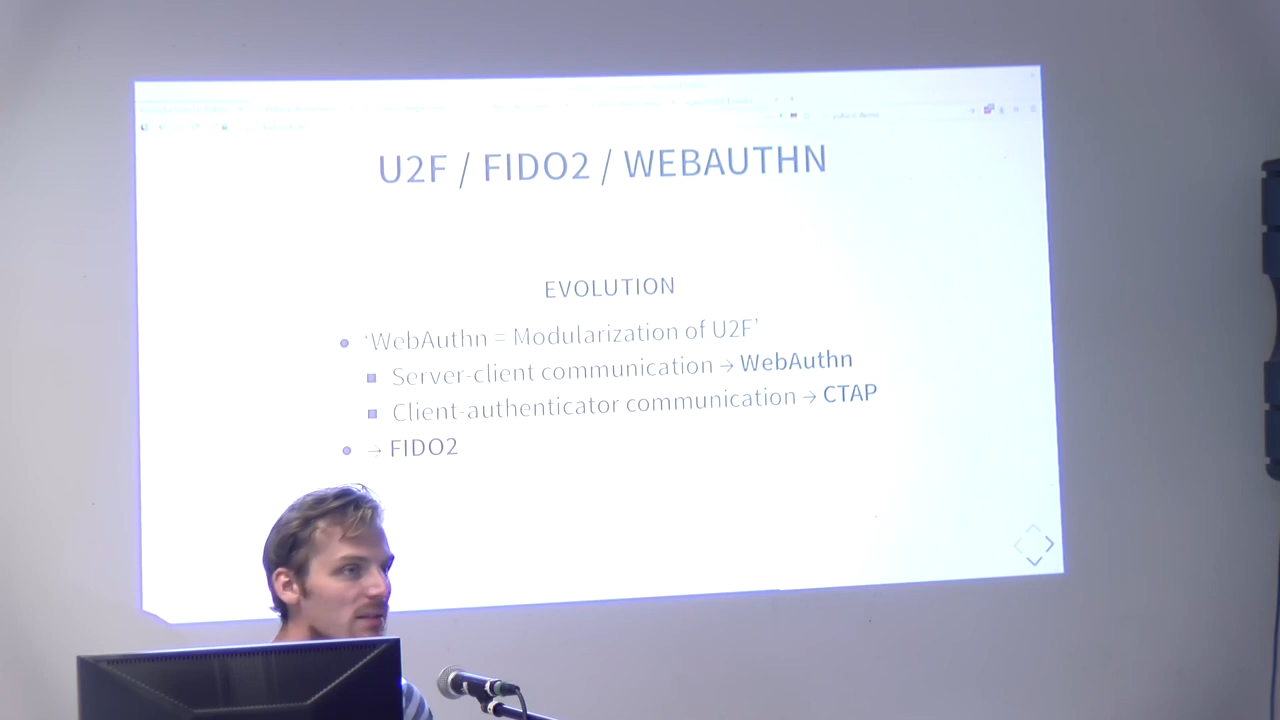 U2F / FIDO2 / WEBAUTHN
EVOLUTION
‘WebAuthn = Modularization of U2F’
Server-client communication → WebAuthn
Client-authenticator communication → CTAP
→ FIDO2